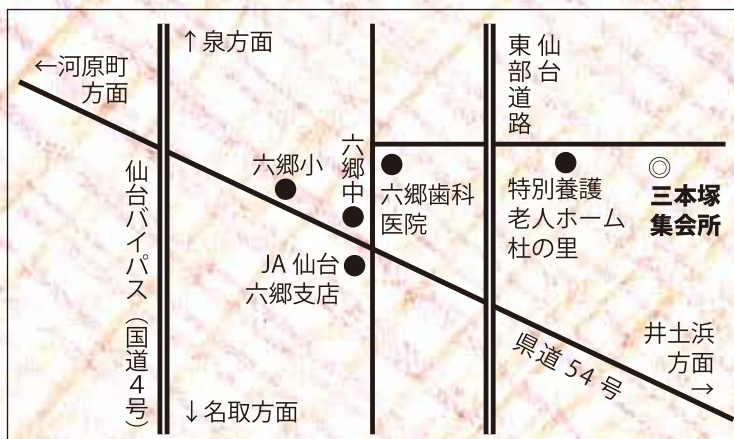 ↑泉方面
←河原町
方面
仙台
東部道路
六郷小
六郷中
六郷歯科
医院
特別養護
老人ホーム
杜の里
◎
三本塚
集会所
仙台バイパス（国道4号）
JA 仙台
六郷支店
県道 54 号
井土浜
方面
→
↓名取方面